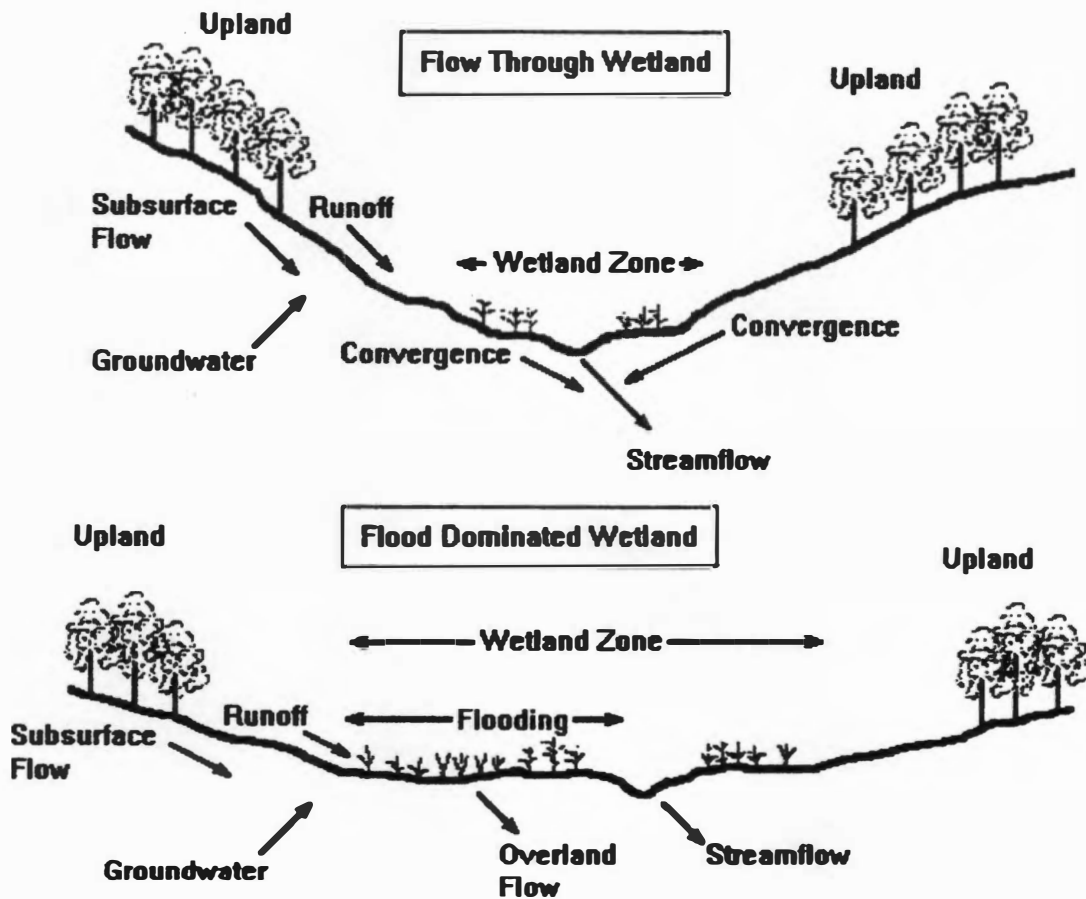 Upland
Flow Through Wetland
Upland
Subsurface
Flow
Runoff
Wetland Zone
Groundwater
Convergence
Convergence
Streamflow
Upland
Flood Dominated Wetland
Upland
Wetland Zone
Runoff
Flooding
Subsurface
Flow
Groundwater
Overland
Flow
Streamflow